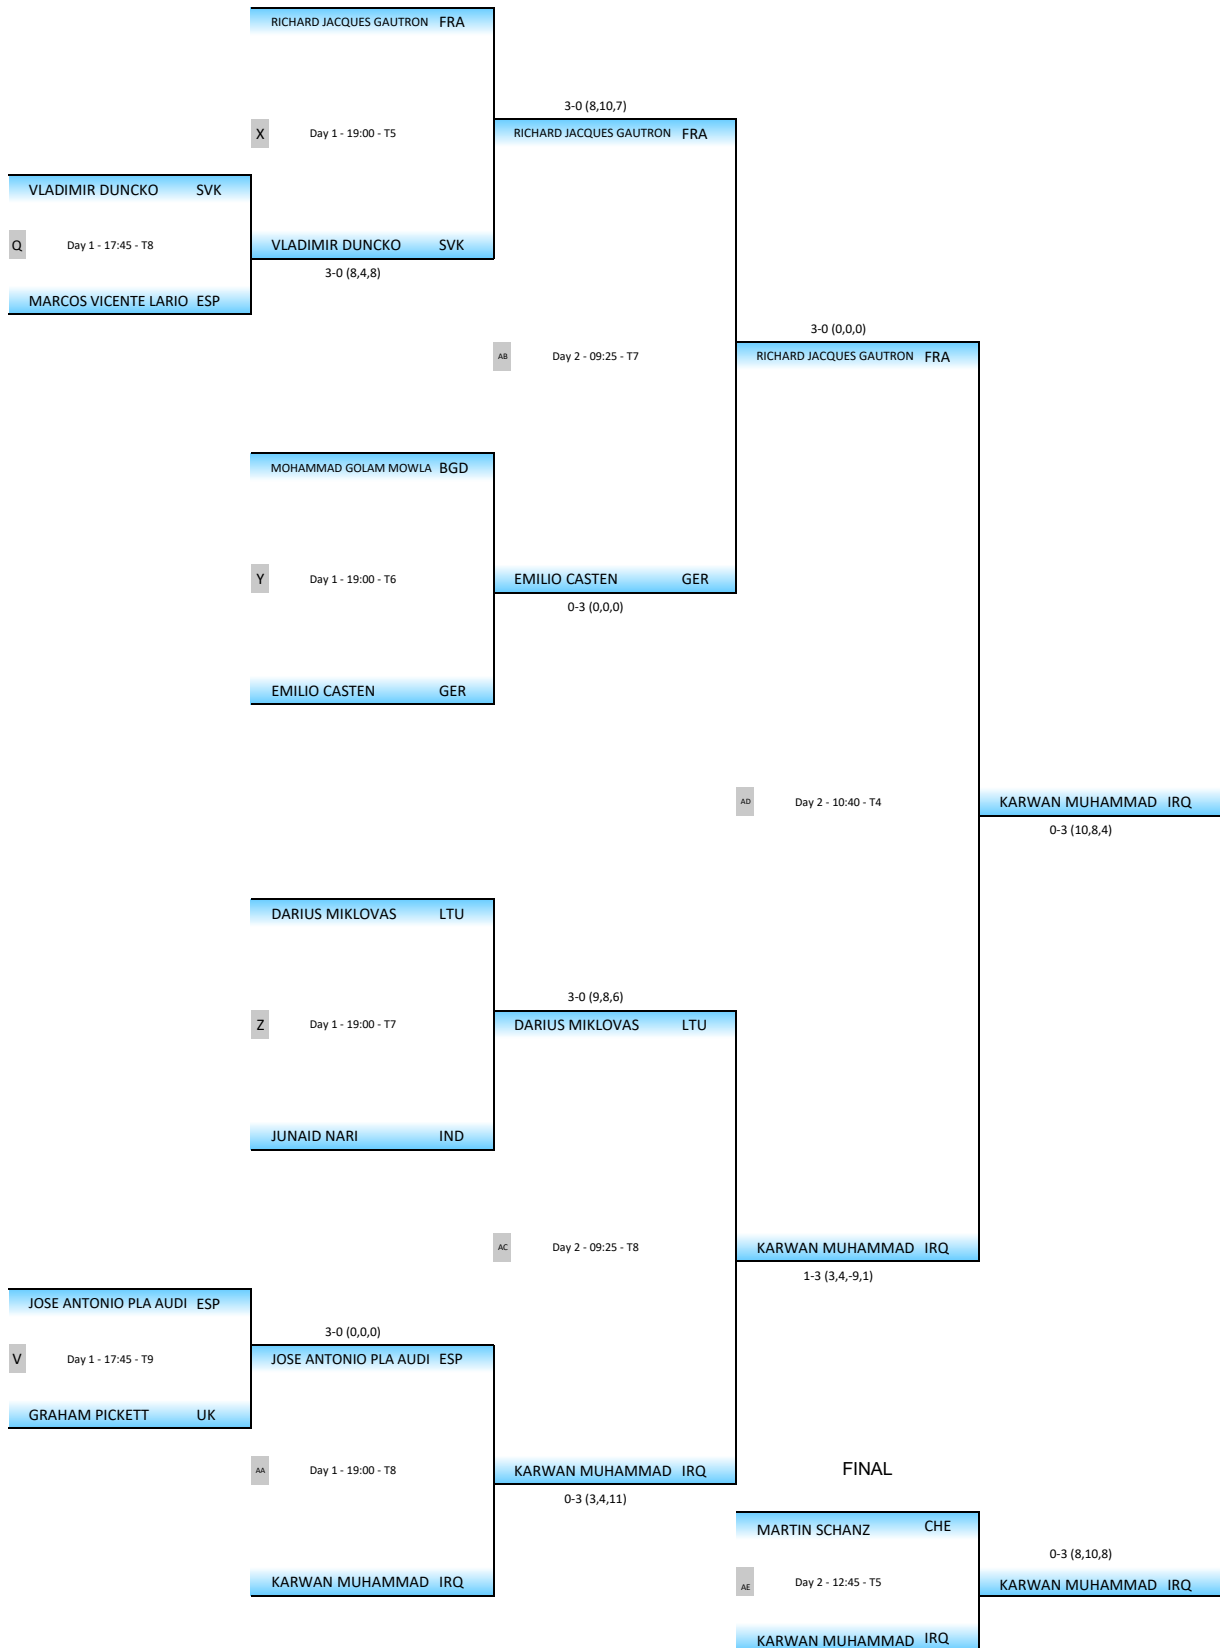 RICHARD JACQUES GAUTRON FRA
3-0 (8,10,7)
X Day 1 - 19:00 - T5
RICHARD JACQUES GAUTRON FRA
VLADIMIR DUNCKO SVK
Q Day 1 - 17:45 - T8
VLADIMIR DUNCKO SVK
3-0 (8,4,8)
MARCOS VICENTE LARIO ESP
3-0 (0,0,0)
AB Day 2 - 09:25 - T7
RICHARD JACQUES GAUTRON FRA
MOHAMMAD GOLAM MOWLA BGD
Y Day 1 - 19:00 - T6
EMILIO CASTEN GER
0-3 (0,0,0)
EMILIO CASTEN GER
AD Day 2 - 10:40 - T4
KARWAN MUHAMMAD IRQ
0-3 (10,8,4)
DARIUS MIKLOVAS LTU
3-0 (9,8,6)
Z Day 1 - 19:00 - T7
DARIUS MIKLOVAS LTU
JUNAID NARI IND
AC Day 2 - 09:25 - T8
KARWAN MUHAMMAD IRQ
1-3 (3,4,-9,1)
JOSE ANTONIO PLA AUDI ESP
3-0 (0,0,0)
V Day 1 - 17:45 - T9
JOSE ANTONIO PLA AUDI ESP
GRAHAM PICKETT UK
AA Day 1 - 19:00 - T8
KARWAN MUHAMMAD IRQ
0-3 (3,4,11)
FINAL
MARTIN SCHANZ CHE
0-3 (8,10,8)
KARWAN MUHAMMAD IRQ
AE Day 2 - 12:45 - T5
KARWAN MUHAMMAD IRQ
KARWAN MUHAMMAD IRQ